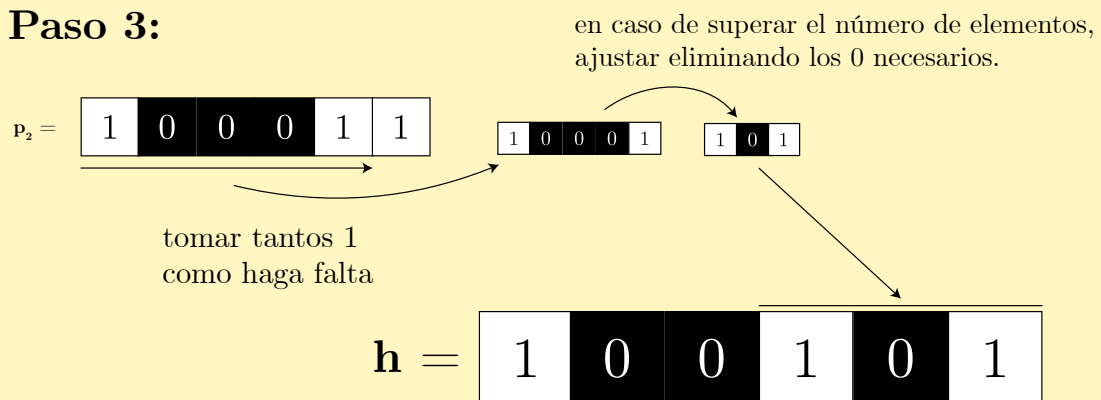 Paso 3:
en caso de superar el número de elementos,
ajustar eliminando los 0 necesarios.
p₂ = 1 0 0 0 1 1
1 0 0 0 1
1 0 1
tomar tantos 1
como haga falta
h = 1 0 0 1 0 1